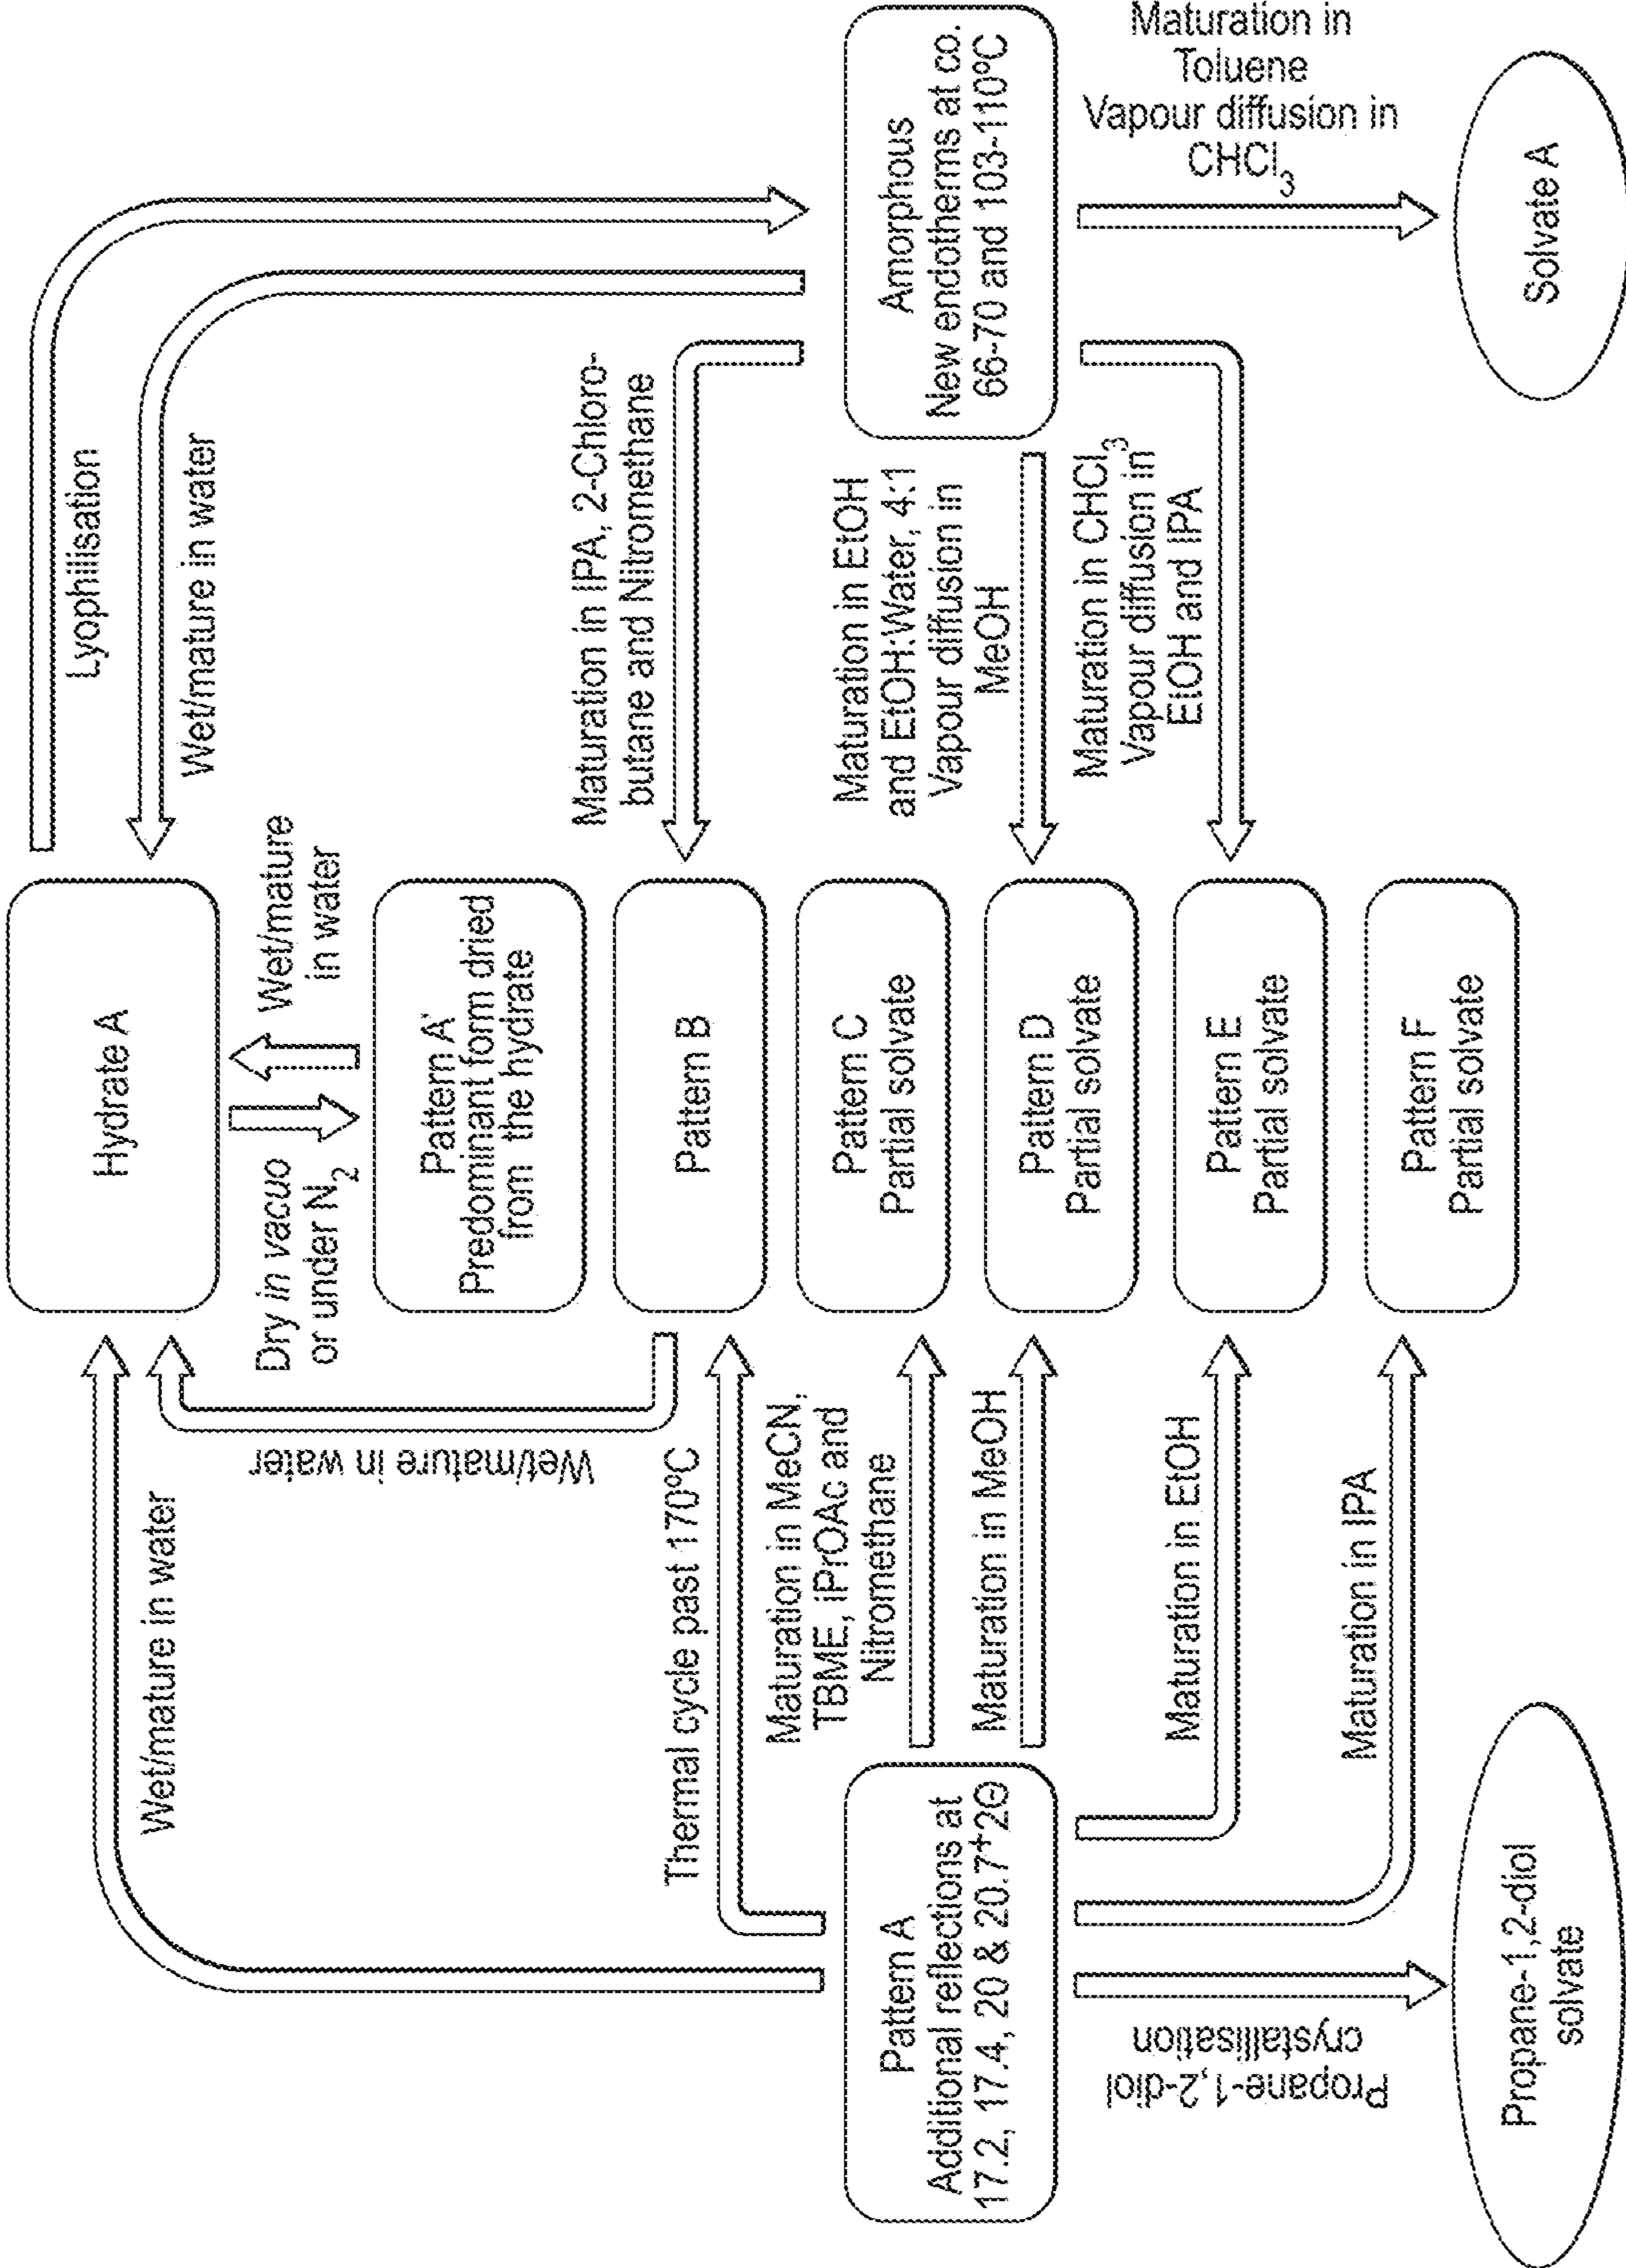 Lyophilisation
Wet/mature in water
Wet/mature in water
Hydrate A
Dry in vacuo
or under N2
Wet/mature
in water
Wet/mature in water
Pattern A'
Predominant form dried
from the hydrate
Thermal cycle past 170ºC
Pattern B
Maturation in IPA, 2-Chloro-
butane and Nitromethane
Maturation in MeCN,
TBME, iPrOAc and
Nitromethane
Pattern C
Partial solvate
Maturation in EtOH
and EtOH:Water, 4:1
Vapour diffusion in
MeOH
Pattern A
Additional reflections at
17.2, 17.4, 20 & 20.7⁺2Θ
Maturation in MeOH
Pattern D
Partial solvate
Amorphous
New endotherms at co.
66-70 and 103-110ºC
Maturation in EtOH
Pattern E
Partial solvate
Maturation in CHCl3
Vapour diffusion in
EtOH and IPA
Propane-1,2-diol
crystallisation
Maturation in IPA
Pattern F
Partial solvate
Maturation in
Toluene
Vapour diffusion in
CHCl3
Propane-1,2-diol
solvate
Solvate A